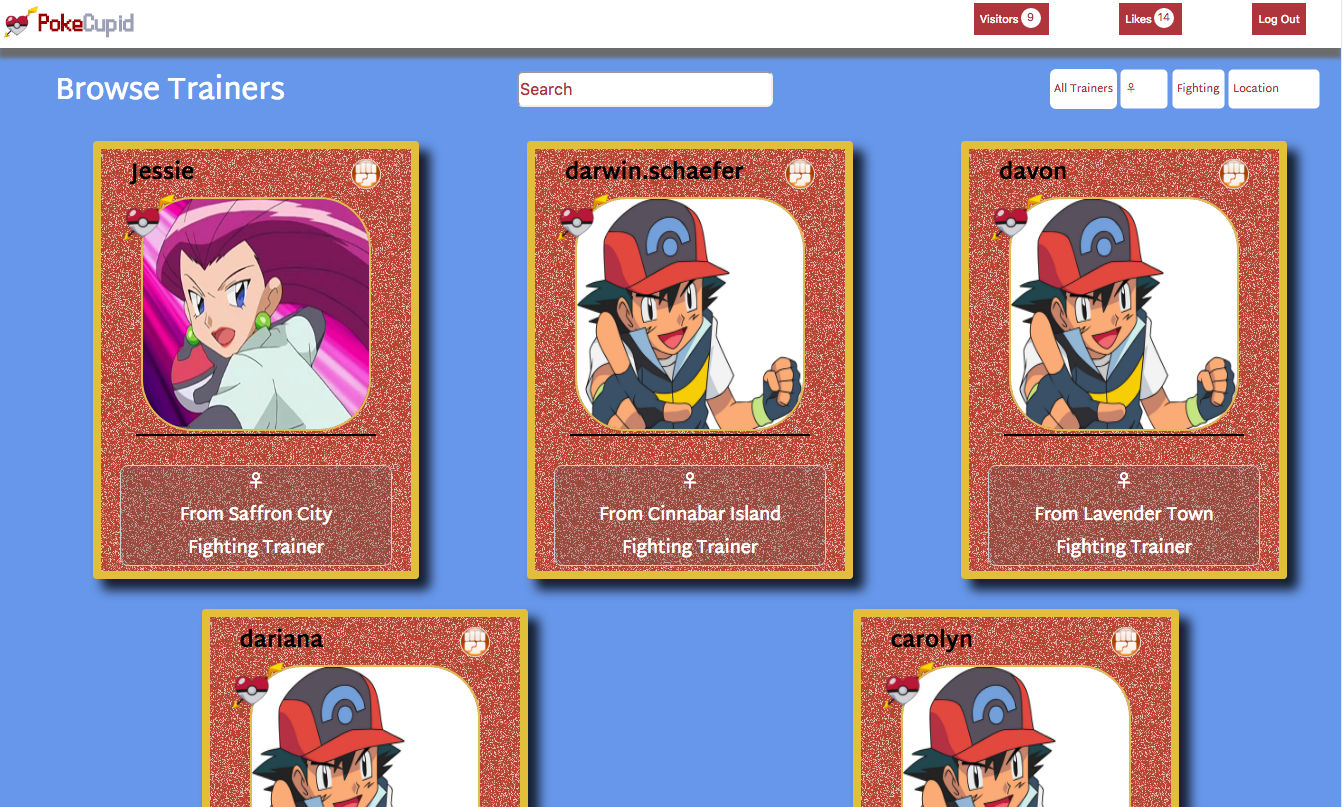 PokeCupid
Visitors 9
Likes 14
Log Out
Browse Trainers
Search
All Trainers
♀
Fighting
Location
Jessie
darwin.schaefer
davon
♀
From Saffron City
Fighting Trainer
♀
From Cinnabar Island
Fighting Trainer
♀
From Lavender Town
Fighting Trainer
dariana
carolyn